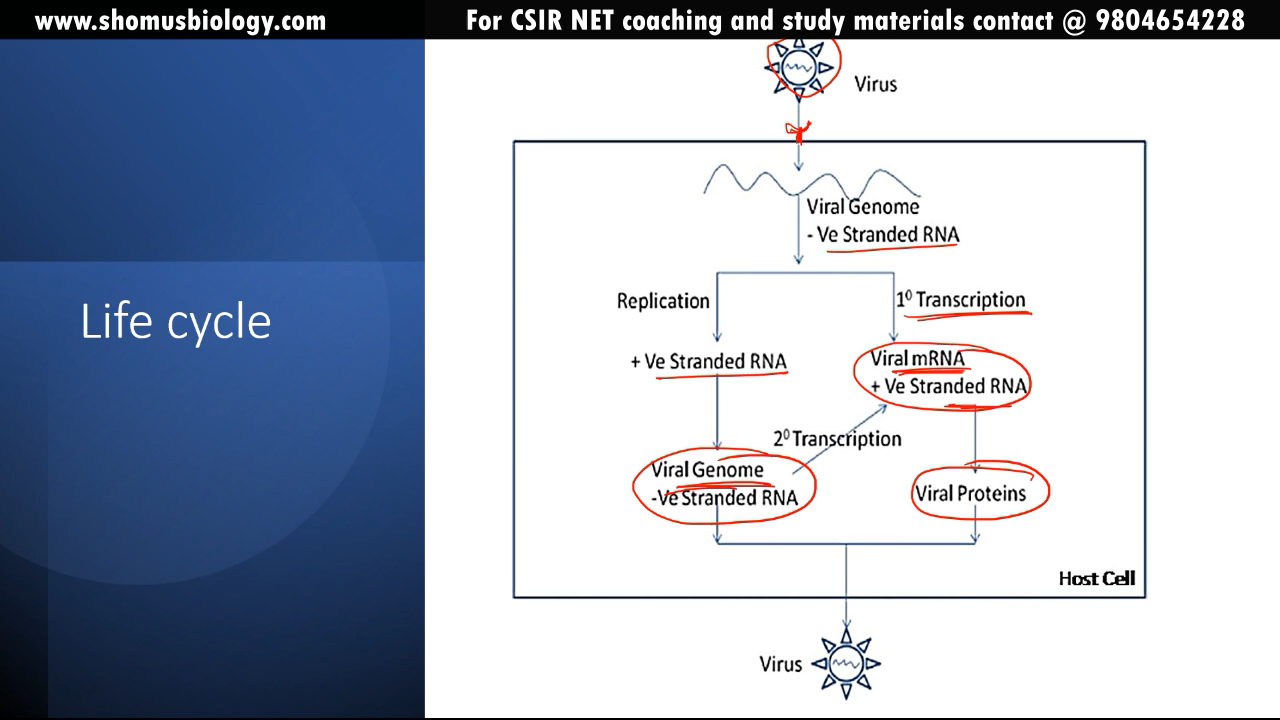 www.shomusbiology.com
For CSIR NET coaching and study materials contact @ 9804654228
Life cycle
Virus
Viral Genome
- Ve Stranded RNA
Replication
1⁰ Transcription
+ Ve Stranded RNA
Viral mRNA
+ Ve Stranded RNA
2⁰ Transcription
Viral Genome
-Ve Stranded RNA
Viral Proteins
Host Cell
Virus